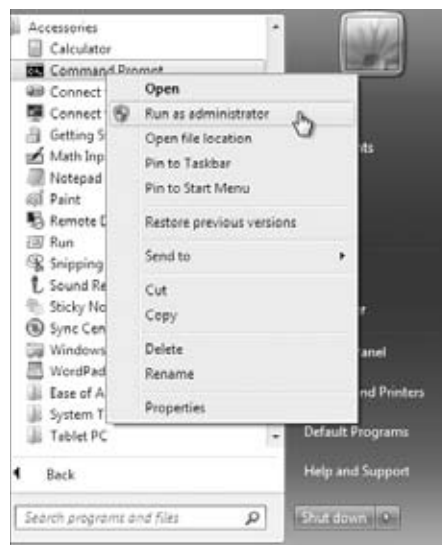 Accessories
Calculator
Command Prompt
Connect
Connect
Getting S
Math Inp
Notepad
Paint
Remote D
Run
Snipping
Sound Re
Sticky No
Sync Cen
Windows
WordPad
Ease of A
System T
Tablet PC
Back
Search programs and files
Open
Run as administrator
Open file location
Pin to Taskbar
Pin to Start Menu
Restore previous versions
Send to
Cut
Copy
Delete
Rename
Properties
ts
r
anel
nd Printers
Default Programs
Help and Support
Shut down